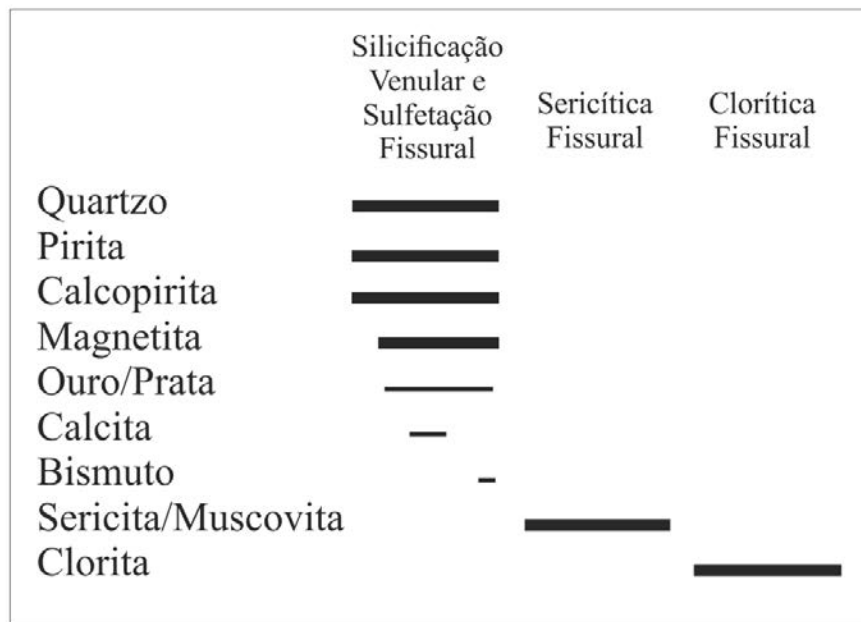 Silicificação
Venular e
Sulfetação
Fissural
Sericítica
Fissural
Clorítica
Fissural
Quartzo
Pirita
Calcopirita
Magnetita
Ouro/Prata
Calcita
Bismuto
Sericita/Muscovita
Clorita